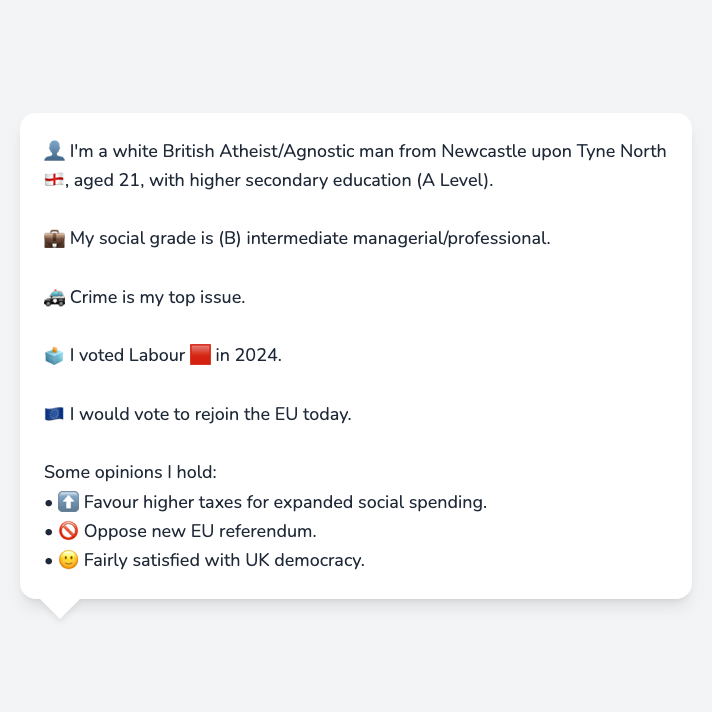 👤 I'm a white British Atheist/Agnostic man from Newcastle upon Tyne North
🏴󠁧󠁢󠁥󠁮󠁧󠁿, aged 21, with higher secondary education (A Level).
💼 My social grade is (B) intermediate managerial/professional.
🚓 Crime is my top issue.
🗳️ I voted Labour 🟥 in 2024.
🇪🇺 I would vote to rejoin the EU today.
Some opinions I hold:
• ⬆️ Favour higher taxes for expanded social spending.
• 🚫 Oppose new EU referendum.
• 🙂 Fairly satisfied with UK democracy.